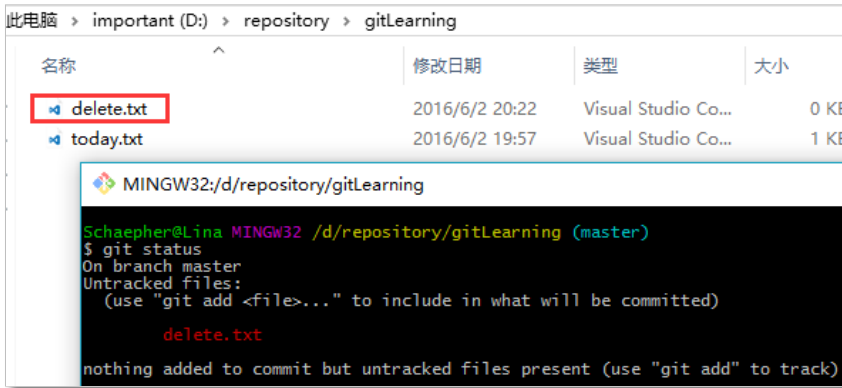 此电脑 > important (D:) > repository > gitLearning
名称 修改日期 类型 大小
delete.txt 2016/6/2 20:22 Visual Studio Co... 0 KE
today.txt 2016/6/2 19:57 Visual Studio Co... 1 KE
MINGW32:/d/repository/gitLearning
Schaepher@Lina MINGW32 /d/repository/gitLearning (master)
$ git status
On branch master
Untracked files:
(use "git add <file>..." to include in what will be committed)
delete.txt
nothing added to commit but untracked files present (use "git add" to track)